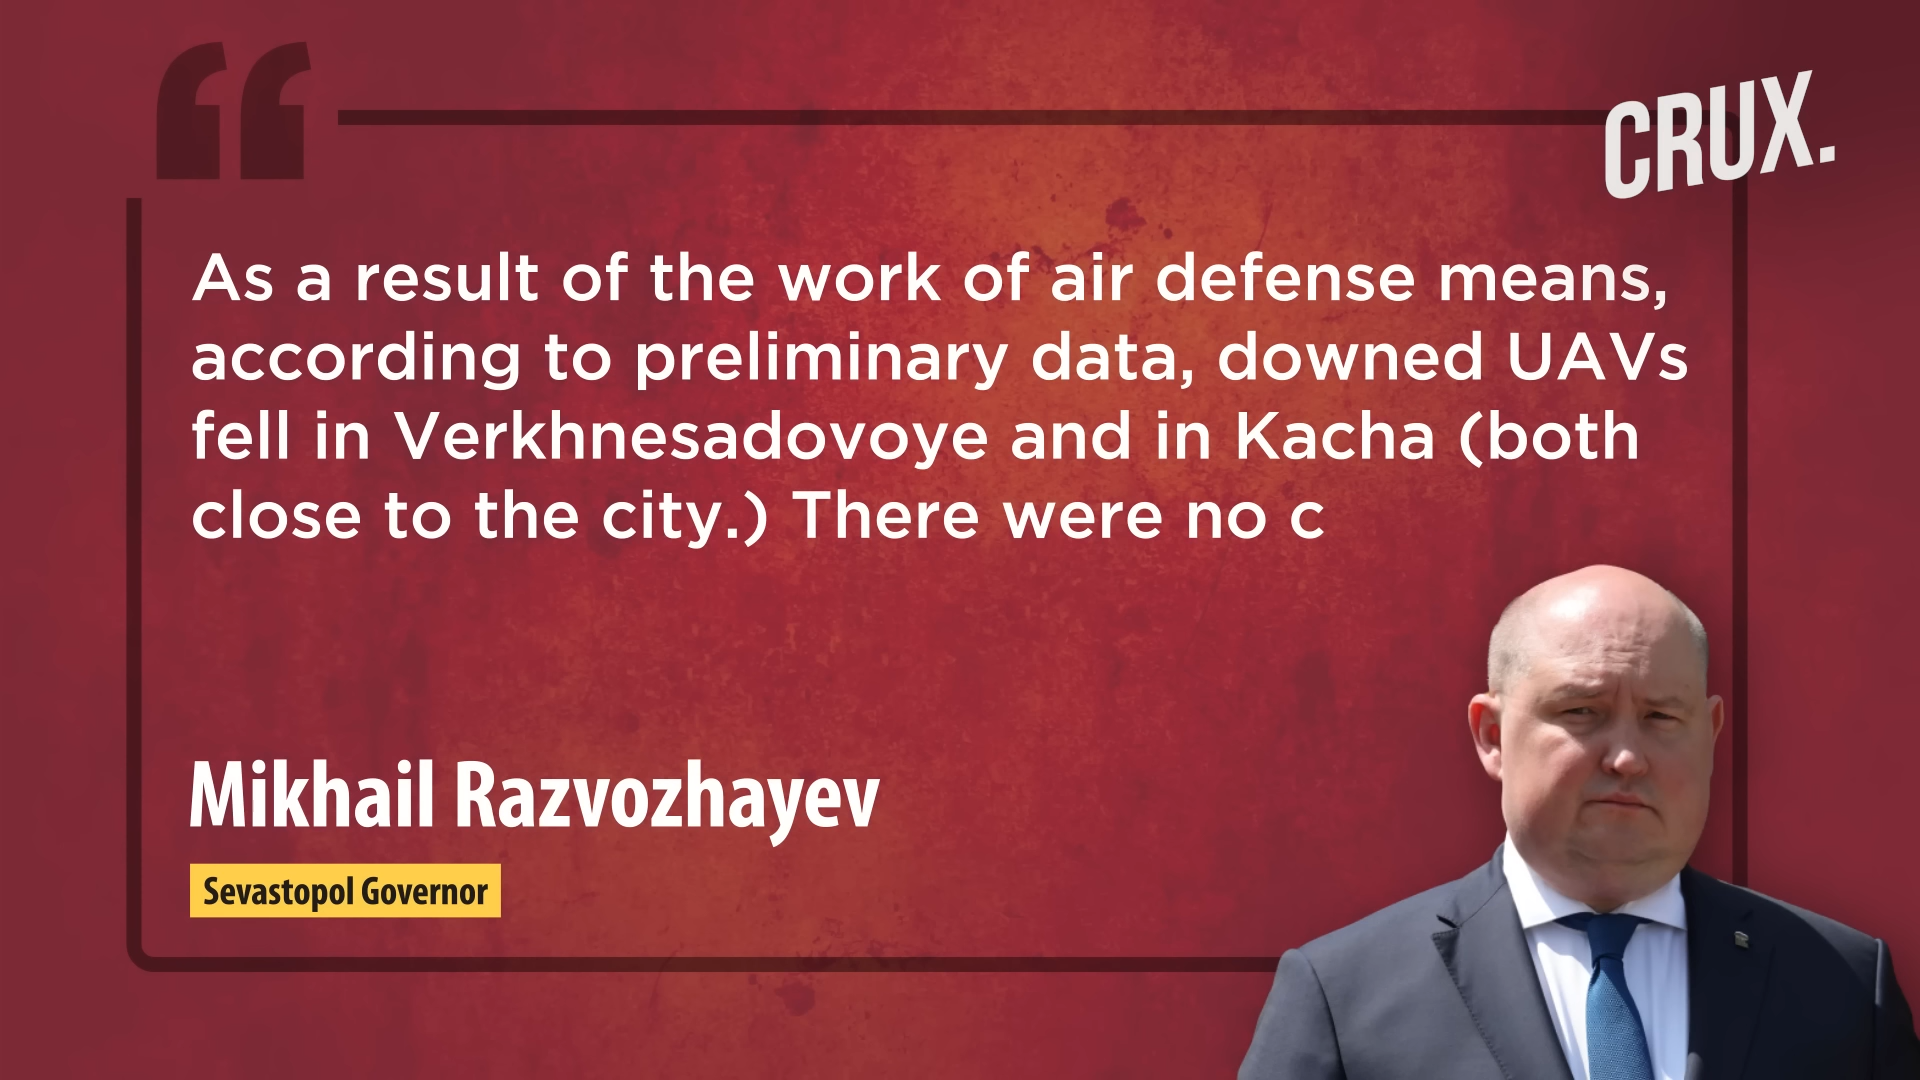 CRUX.
As a result of the work of air defense means,
according to preliminary data, downed UAVs
fell in Verkhnesadovoye and in Kacha (both
close to the city.) There were no c
Mikhail Razvozhayev
Sevastopol Governor